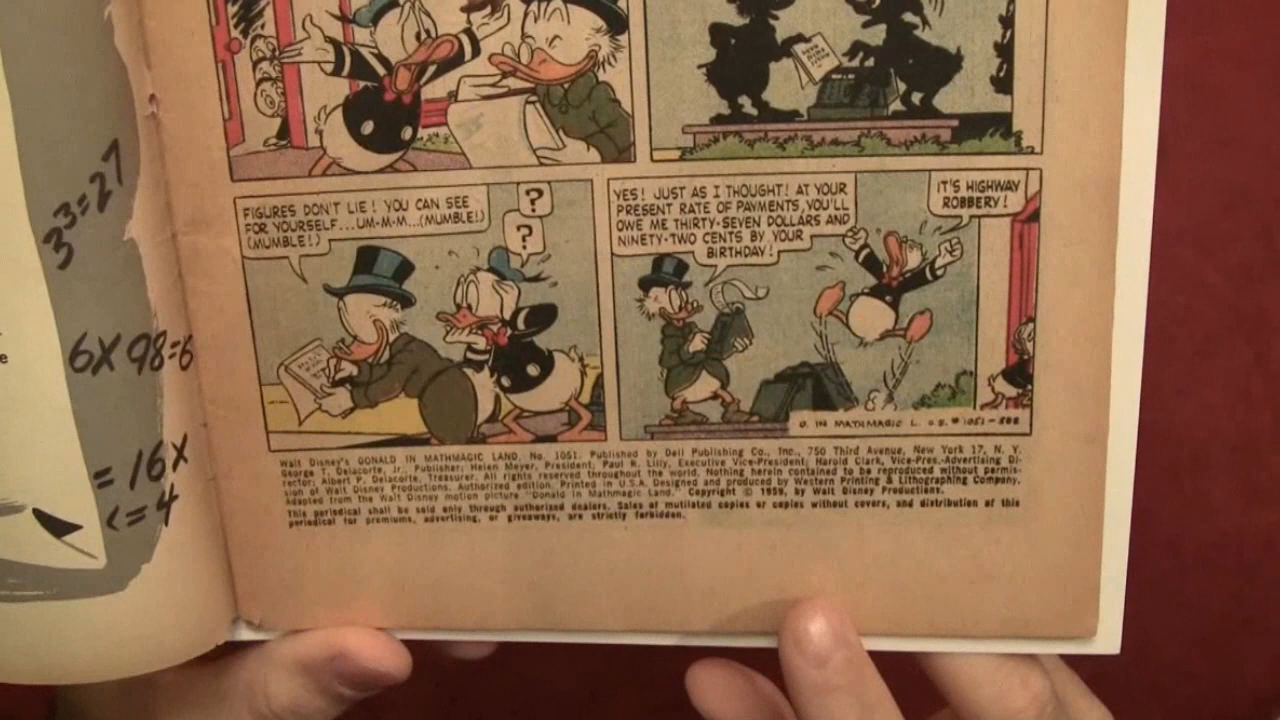 3³=27
6X98=6
= 16X
<=4
e
FIGURES DON'T LIE! YOU CAN SEE
FOR YOURSELF...UM-M-M...(MUMBLE!)
(MUMBLE!)
?
?
YES! JUST AS I THOUGHT! AT YOUR
PRESENT RATE OF PAYMENTS, YOU'LL
OWE ME THIRTY-SEVEN DOLLARS AND
NINETY-TWO CENTS BY YOUR
BIRTHDAY!
IT'S HIGHWAY
ROBBERY!
D. IN MATHMAGIC L. O.S. #1051-588
Walt Disney's DONALD IN MATHMAGIC LAND, No. 1051. Published by Dell Publishing Co., Inc., 750 Third Avenue, New York 17, N. Y.
George T. Delacorte, Jr., Publisher; Helen Meyer, President; Paul R. Lilly, Executive Vice-President; Harold Clark, Vice-Pres.-Advertising Di-
rector; Albert P. Delacorte, Treasurer. All rights reserved throughout the world. Nothing herein contained to be reproduced without permis-
sion of Walt Disney Productions. Authorized edition. Printed in U.S.A. Designed and produced by Western Printing & Lithographing Company.
Adapted from the Walt Disney motion picture "Donald in Mathmagic Land." Copyright © 1959, by Walt Disney Productions.
This periodical shall be sold only through authorized dealers. Sales of mutilated copies or copies without covers, and distribution of this
periodical for premiums, advertising, or giveaways, are strictly forbidden.